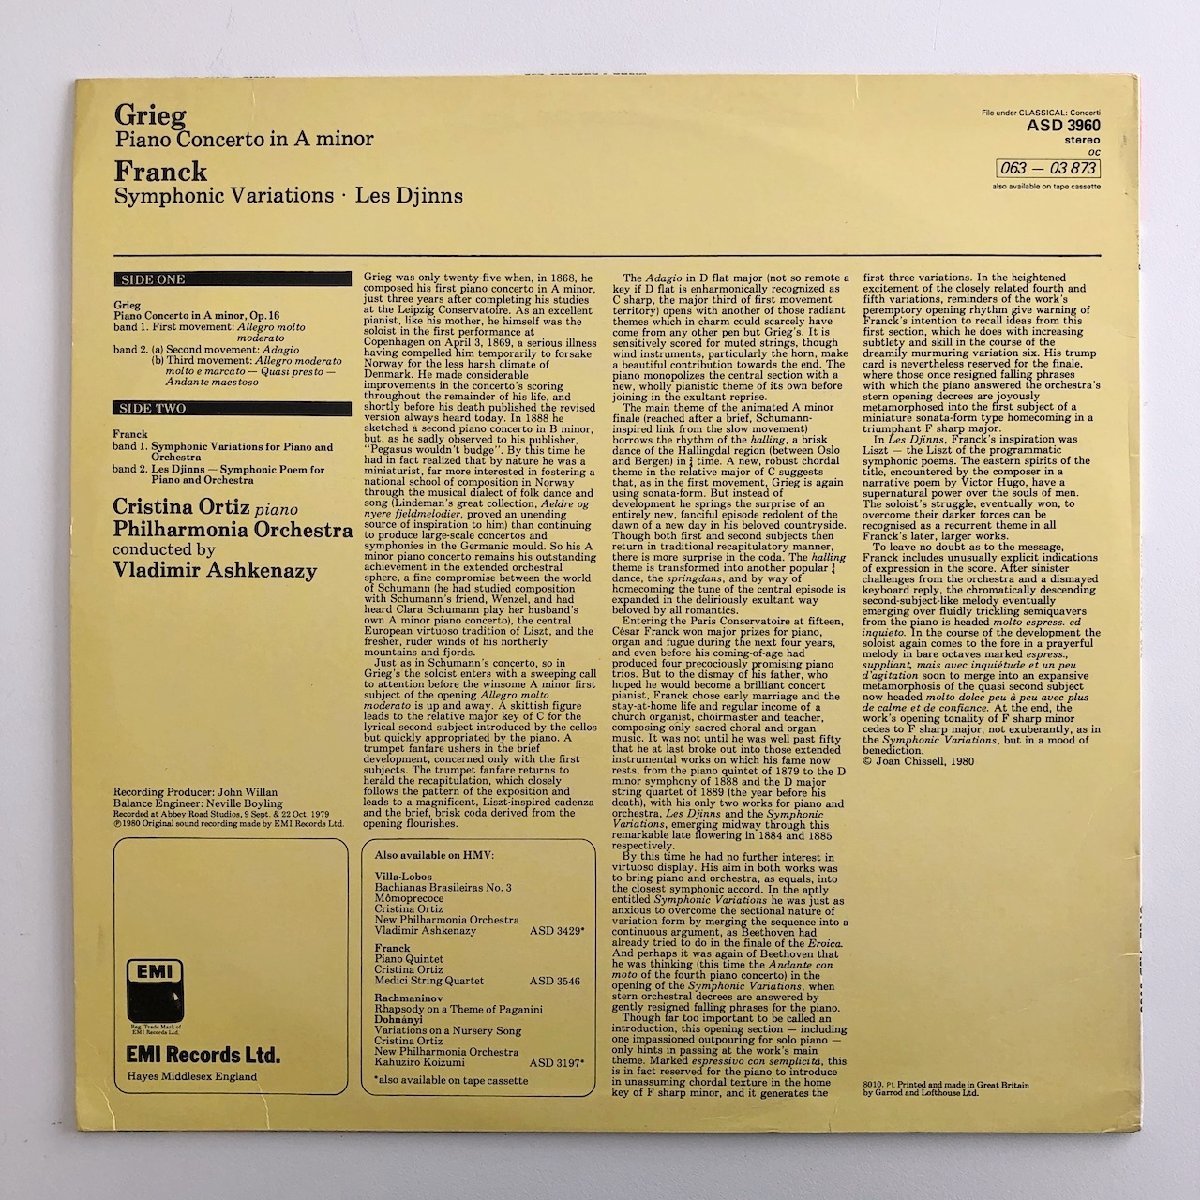 Grieg
Piano Concerto in A minor
Franck
Symphonic Variations · Les Djinns
File under CLASSICAL: Concerti
ASD 3960
stereo
OC
063 — 03 873
also available on tape cassette
SIDE ONE
Grieg
Piano Concerto in A minor, Op. 16
band 1. First movement: Allegro molto
moderato
band 2. (a) Second movement: Adagio
(b) Third movement: Allegro moderato
molto e marcato — Quasi presto —
Andante maestoso
SIDE TWO
Franck
band 1. Symphonic Variations for Piano and
Orchestra
band 2. Les Djinns — Symphonic Poem for
Piano and Orchestra
Cristina Ortiz piano
Philharmonia Orchestra
conducted by
Vladimir Ashkenazy
Recording Producer: John Willan
Balance Engineer: Neville Boyling
Recorded at Abbey Road Studios, 9 Sept. & 22 Oct. 1979
℗ 1980 Original sound recording made by EMI Records Ltd.
EMI
Reg. Trade Mark of
EMI Records Ltd.
EMI Records Ltd.
Hayes Middlesex England
Grieg was only twenty-five when, in 1868, he
composed his first piano concerto in A minor,
just three years after completing his studies
at the Leipzig Conservatoire. As an excellent
pianist, like his mother, he himself was the
soloist in the first performance at
Copenhagen on April 3, 1869, a serious illness
having compelled him temporarily to forsake
Norway for the less harsh climate of
Denmark. He made considerable
improvements in the concerto's scoring
throughout the remainder of his life, and
shortly before his death published the revised
version always heard today. In 1888 he
sketched a second piano concerto in B minor,
but, as he sadly observed to his publisher,
"Pegasus wouldn't budge". By this time he
had in fact realized that by nature he was a
miniaturist, far more interested in fostering a
national school of composition in Norway
through the musical dialect of folk dance and
song (Lindeman's great collection, Aeldre og
nyere fjeldmelodier, proved an unending
source of inspiration to him) than continuing
to produce large-scale concertos and
symphonies in the Germanic mould. So his A
minor piano concerto remains his outstanding
achievement in the extended orchestral
sphere, a fine compromise between the world
of Schumann (he had studied composition
with Schumann's friend, Wenzel, and had
heard Clara Schumann play her husband's
own A minor piano concerto), the central
European virtuoso tradition of Liszt, and the
fresher, ruder winds of his northerly
mountains and fjords.
Just as in Schumann's concerto, so in
Grieg's the soloist enters with a sweeping call
to attention before the winsome A minor first
subject of the opening Allegro molto
moderato is up and away. A skittish figure
leads to the relative major key of C for the
lyrical second subject introduced by the cellos
but quickly appropriated by the piano. A
trumpet fanfare ushers in the brief
development, concerned only with the first
subjects. The trumpet fanfare returns to
herald the recapitulation, which closely
follows the pattern of the exposition and
leads to a magnificent, Liszt-inspired cadenza
and the brief, brisk coda derived from the
opening flourishes.
Also available on HMV:
Villa-Lobos
Bachianas Brasileiras No. 3
Mômoprecoce
Cristina Ortiz
New Philharmonia Orchestra
Vladimir Ashkenazy ASD 3429*
Franck
Piano Quintet
Cristina Ortiz
Medici String Quartet ASD 3546
Rachmaninov
Rhapsody on a Theme of Paganini
Dohnányi
Variations on a Nursery Song
Cristina Ortiz
New Philharmonia Orchestra
Kahuziro Koizumi ASD 3197*
*also available on tape cassette
The Adagio in D flat major (not so remote a
key if D flat is enharmonically recognized as
C sharp, the major third of first movement
territory) opens with another of those radiant
themes which in charm could scarcely have
come from any other pen but Grieg's. It is
sensitively scored for muted strings, though
wind instruments, particularly the horn, make
a beautiful contribution towards the end. The
piano monopolizes the central section with a
new, wholly pianistic theme of its own before
joining in the exultant reprise.
The main theme of the animated A minor
finale (reached after a brief, Schumann-
inspired link from the slow movement)
borrows the rhythm of the halling, a brisk
dance of the Hallingdal region (between Oslo
and Bergen) in time. A new, robust chordal
theme in the relative major of C suggests
that, as in the first movement, Grieg is again
using sonata-form. But instead of
development he springs the surprise of an
entirely new, fanciful episode redolent of the
dawn of a new day in his beloved countryside.
Though both first and second subjects then
return in traditional recapitulatory manner,
there is more surprise in the coda. The halling
theme is transformed into another popular
dance, the springdans, and by way of
homecoming the tune of the central episode is
expanded in the deliriously exultant way
beloved by all romantics.
Entering the Paris Conservatoire at fifteen,
César Franck won major prizes for piano,
organ and fugue during the next four years,
and even before his coming-of-age had
produced four precociously promising piano
trios. But to the dismay of his father, who
hoped he would become a brilliant concert
pianist, Franck chose early marriage and the
stay-at-home life and regular income of a
church organist, choirmaster and teacher,
composing only sacred choral and organ
music. It was not until he was well past fifty
that he at last broke out into those extended
instrumental works on which his fame now
rests, from the piano quintet of 1879 to the D
minor symphony of 1888 and the D major
string quartet of 1889 (the year before his
death), with his only two works for piano and
orchestra, Les Djinns and the Symphonic
Variations, emerging midway through this
remarkable late flowering in 1884 and 1885
respectively.
By this time he had no further interest in
virtuoso display. His aim in both works was
to bring piano and orchestra, as equals, into
the closest symphonic accord. In the aptly
entitled Symphonic Variations he was just as
anxious to overcome the sectional nature of
variation form by merging the sequence into a
continuous argument, as Beethoven had
already tried to do in the finale of the Eroica.
And perhaps it was again of Beethoven that
he was thinking (this time the Andante con
moto of the fourth piano concerto) in the
opening of the Symphonic Variations, when
stern orchestral decrees are answered by
gently resigned falling phrases for the piano.
Though far too important to be called an
introduction, this opening section — including
one impassioned outpouring for solo piano —
only hints in passing at the work's main
theme. Marked espressivo con semplicità, this
is in fact reserved for the piano to introduce
in unassuming chordal texture in the home
key of F sharp minor, and it generates the
first three variations. In the heightened
excitement of the closely related fourth and
fifth variations, reminders of the work's
peremptory opening rhythm give warning of
Franck's intention to recall ideas from this
first section, which he does with increasing
subtlety and skill in the course of the
dreamily murmuring variation six. His trump
card is nevertheless reserved for the finale,
where those once resigned falling phrases
with which the piano answered the orchestra's
stern opening decrees are joyously
metamorphosed into the first subject of a
miniature sonata-form type homecoming in a
triumphant F sharp major.
In Les Djinns, Franck's inspiration was
Liszt — the Liszt of the programmatic
symphonic poems. The eastern spirits of the
title, encountered by the composer in a
narrative poem by Victor Hugo, have a
supernatural power over the souls of men.
The soloist's struggle, eventually won, to
overcome their darker forces can be
recognised as a recurrent theme in all
Franck's later, larger works.
To leave no doubt as to the message,
Franck includes unusually explicit indications
of expression in the score. After sinister
challenges from the orchestra and a dismayed
keyboard reply, the chromatically descending
second-subject-like melody eventually
emerging over fluidly trickling semiquavers
from the piano is headed molto espress. ed
inquieto. In the course of the development the
soloist again comes to the fore in a prayerful
melody in bare octaves marked espress.,
suppliant, mais avec inquiétude et un peu
d'agitation soon to merge into an expansive
metamorphosis of the quasi second subject
now headed molto dolce peu à peu avec plus
de calme et de confiance. At the end, the
work's opening tonality of F sharp minor
cedes to F sharp major, not exuberantly, as in
the Symphonic Variations, but in a mood of
benediction.
© Joan Chissell, 1980
8010. PL Printed and made in Great Britain
by Garrod and Lofthouse Ltd.